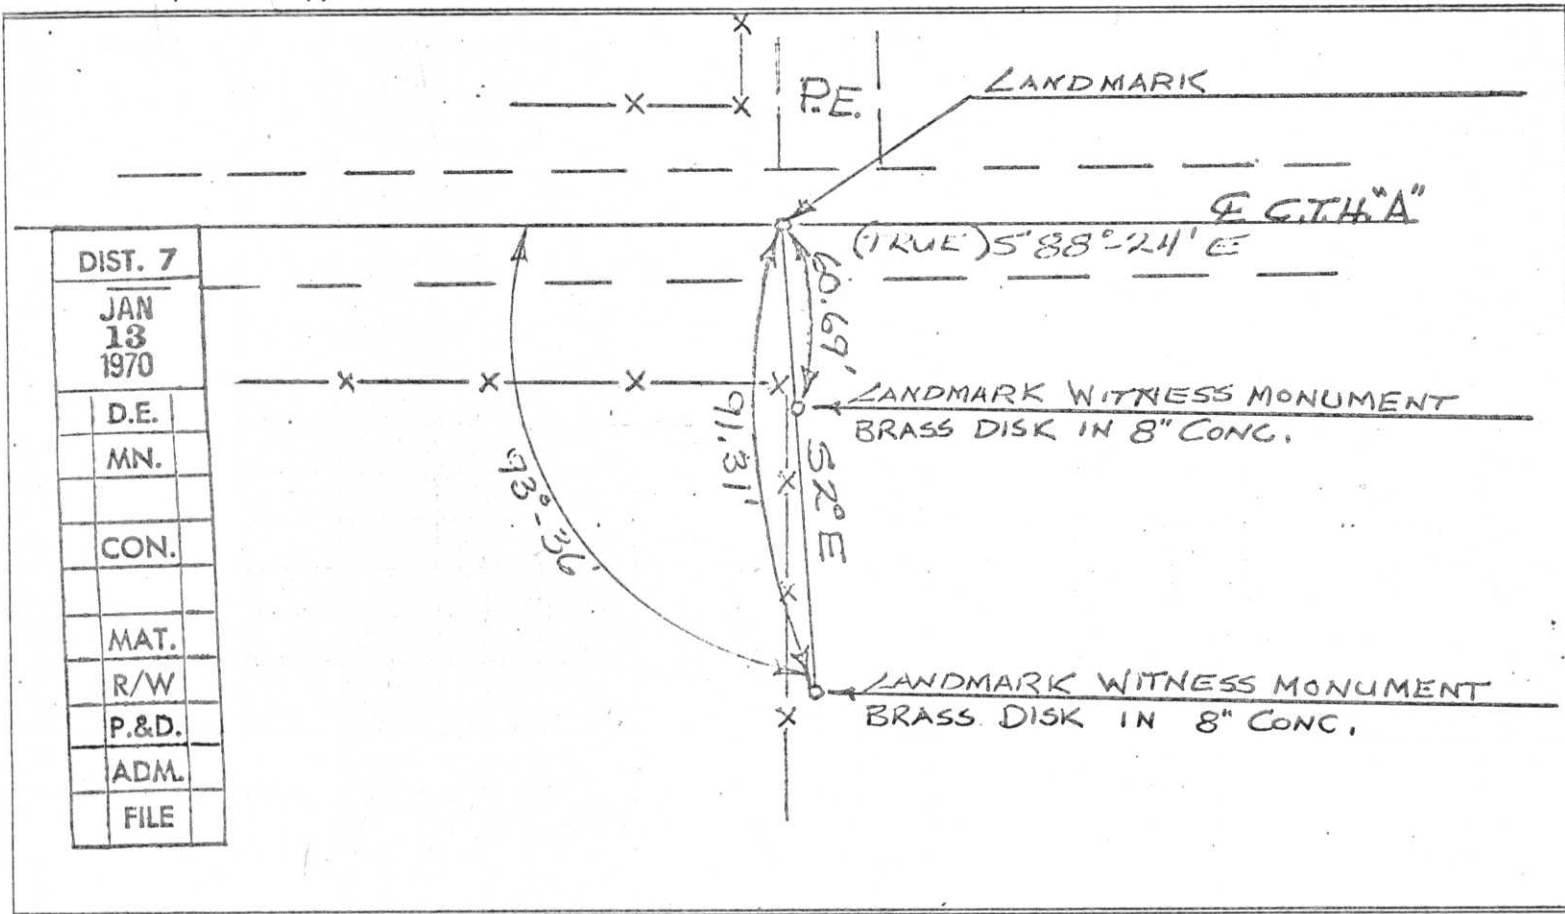 P.E.
LANDMARK
℄ C.T.H. "A"
(TRUE) S 88°-24' E
DIST. 7
JAN
13
1970
D.E.
MN.
CON.
MAT.
R/W
P.&D.
ADM.
FILE
60.69'
91.31'
93°-36'
S2°E
LANDMARK WITNESS MONUMENT
BRASS DISK IN 8" CONC.
LANDMARK WITNESS MONUMENT
BRASS DISK IN 8" CONC.